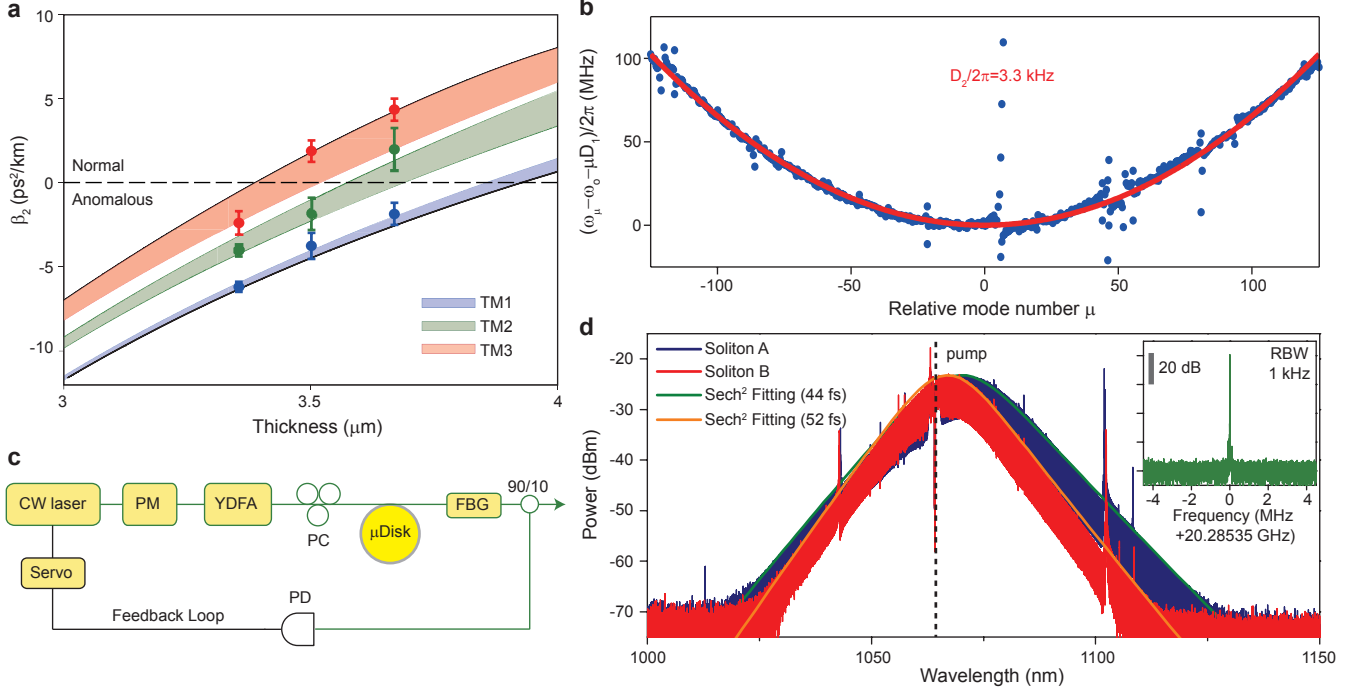 a
10
5
0
-5
-10
β2 (ps²/km)
Normal
Anomalous
TM1
TM2
TM3
3
3.5
4
Thickness (μm)
b
100
50
0
(ωμ−ωo−μD1)/2π (MHz)
D2/2π=3.3 kHz
-100
-50
0
50
100
Relative mode number μ
c
CW laser
PM
YDFA
PC
μDisk
FBG
90/10
Servo
Feedback Loop
PD
d
-20
-30
-40
-50
-60
-70
Power (dBm)
Soliton A
Soliton B
Sech² Fitting (44 fs)
Sech² Fitting (52 fs)
pump
20 dB
RBW
1 kHz
-4
-2
0
2
4
Frequency (MHz
+20.28535 GHz)
1000
1050
1100
1150
Wavelength (nm)